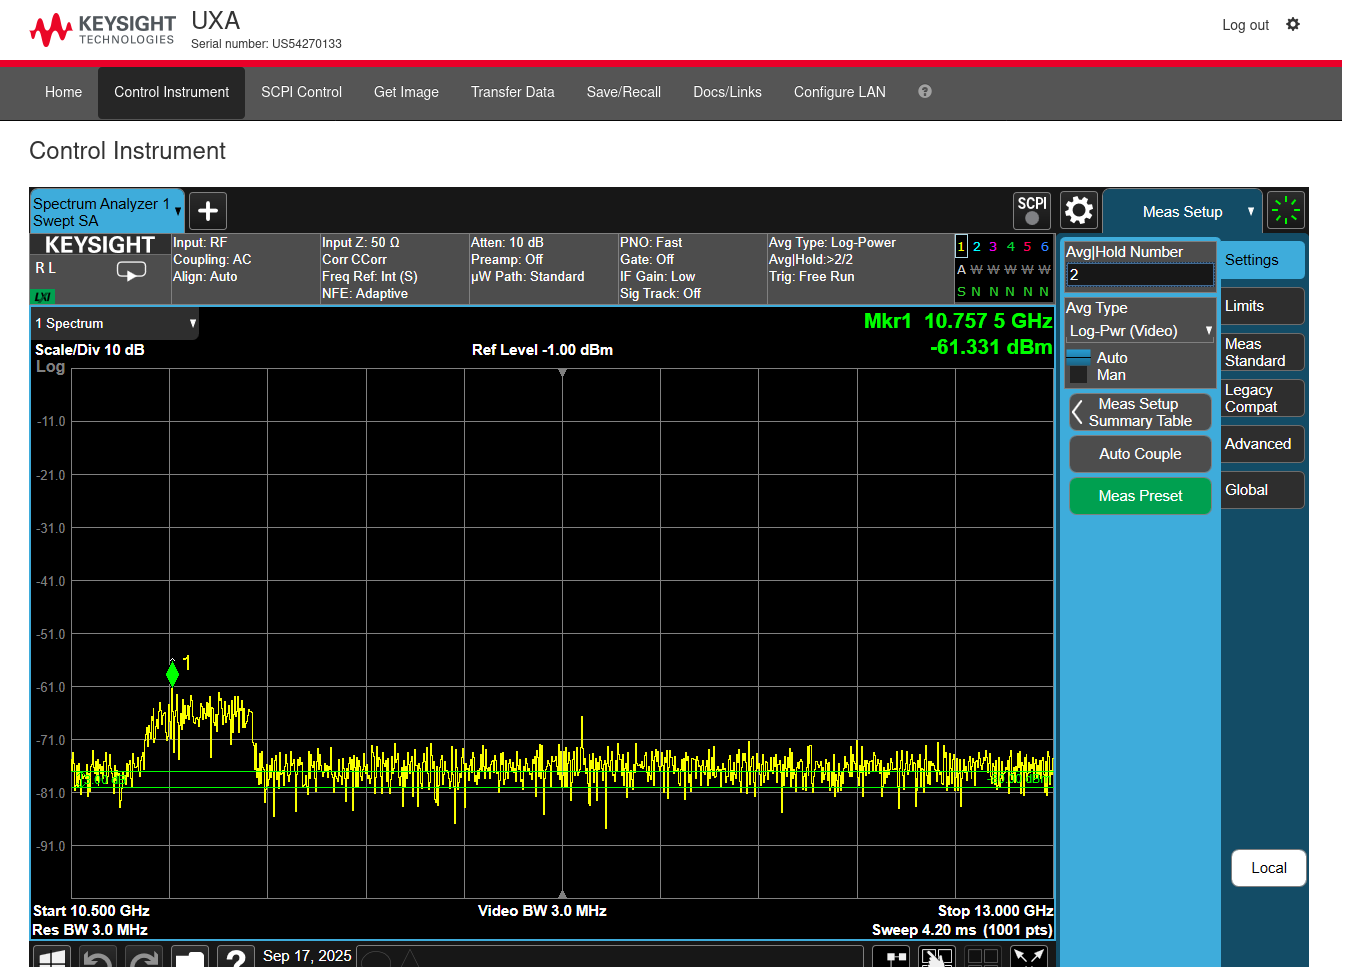 KEYSIGHT
TECHNOLOGIES
UXA
Serial number: US54270133
Log out
Home
Control Instrument
SCPI Control
Get Image
Transfer Data
Save/Recall
Docs/Links
Configure LAN
?
Control Instrument
Spectrum Analyzer 1
Swept SA
SCPI
Meas Setup
KEYSIGHT
R L
LXI
Input: RF
Coupling: AC
Align: Auto
Input Z: 50 Ω
Corr CCorr
Freq Ref: Int (S)
NFE: Adaptive
Atten: 10 dB
Preamp: Off
µW Path: Standard
PNO: Fast
Gate: Off
IF Gain: Low
Sig Track: Off
Avg Type: Log-Power
Avg|Hold:>2/2
Trig: Free Run
1 2 3 4 5 6
A W W W W W
S N N N N N
Avg|Hold Number
2
Avg Type
Log-Pwr (Video)
Auto
Man
Meas Setup
Summary Table
Auto Couple
Meas Preset
Settings
Limits
Meas
Standard
Legacy
Compat
Advanced
Global
Local
1 Spectrum
Mkr1 10.757 5 GHz
-61.331 dBm
Scale/Div 10 dB
Ref Level -1.00 dBm
Log
-11.0
-21.0
-31.0
-41.0
-51.0
-61.0
-71.0
-81.0
-91.0
1
Start 10.500 GHz
Video BW 3.0 MHz
Stop 13.000 GHz
Res BW 3.0 MHz
Sweep 4.20 ms (1001 pts)
?
Sep 17, 2025